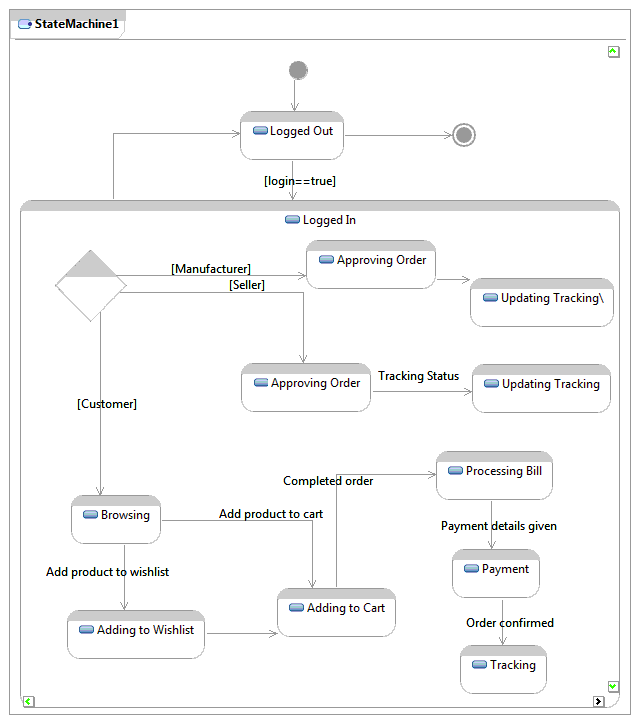 StateMachine1
Logged Out
[login==true]
Logged In
Approving Order
[Manufacturer]
[Seller]
Updating Tracking\
Tracking Status
Approving Order
Updating Tracking
[Customer]
Processing Bill
Completed order
Browsing
Add product to cart
Payment details given
Add product to wishlist
Payment
Adding to Cart
Order confirmed
Adding to Wishlist
Tracking